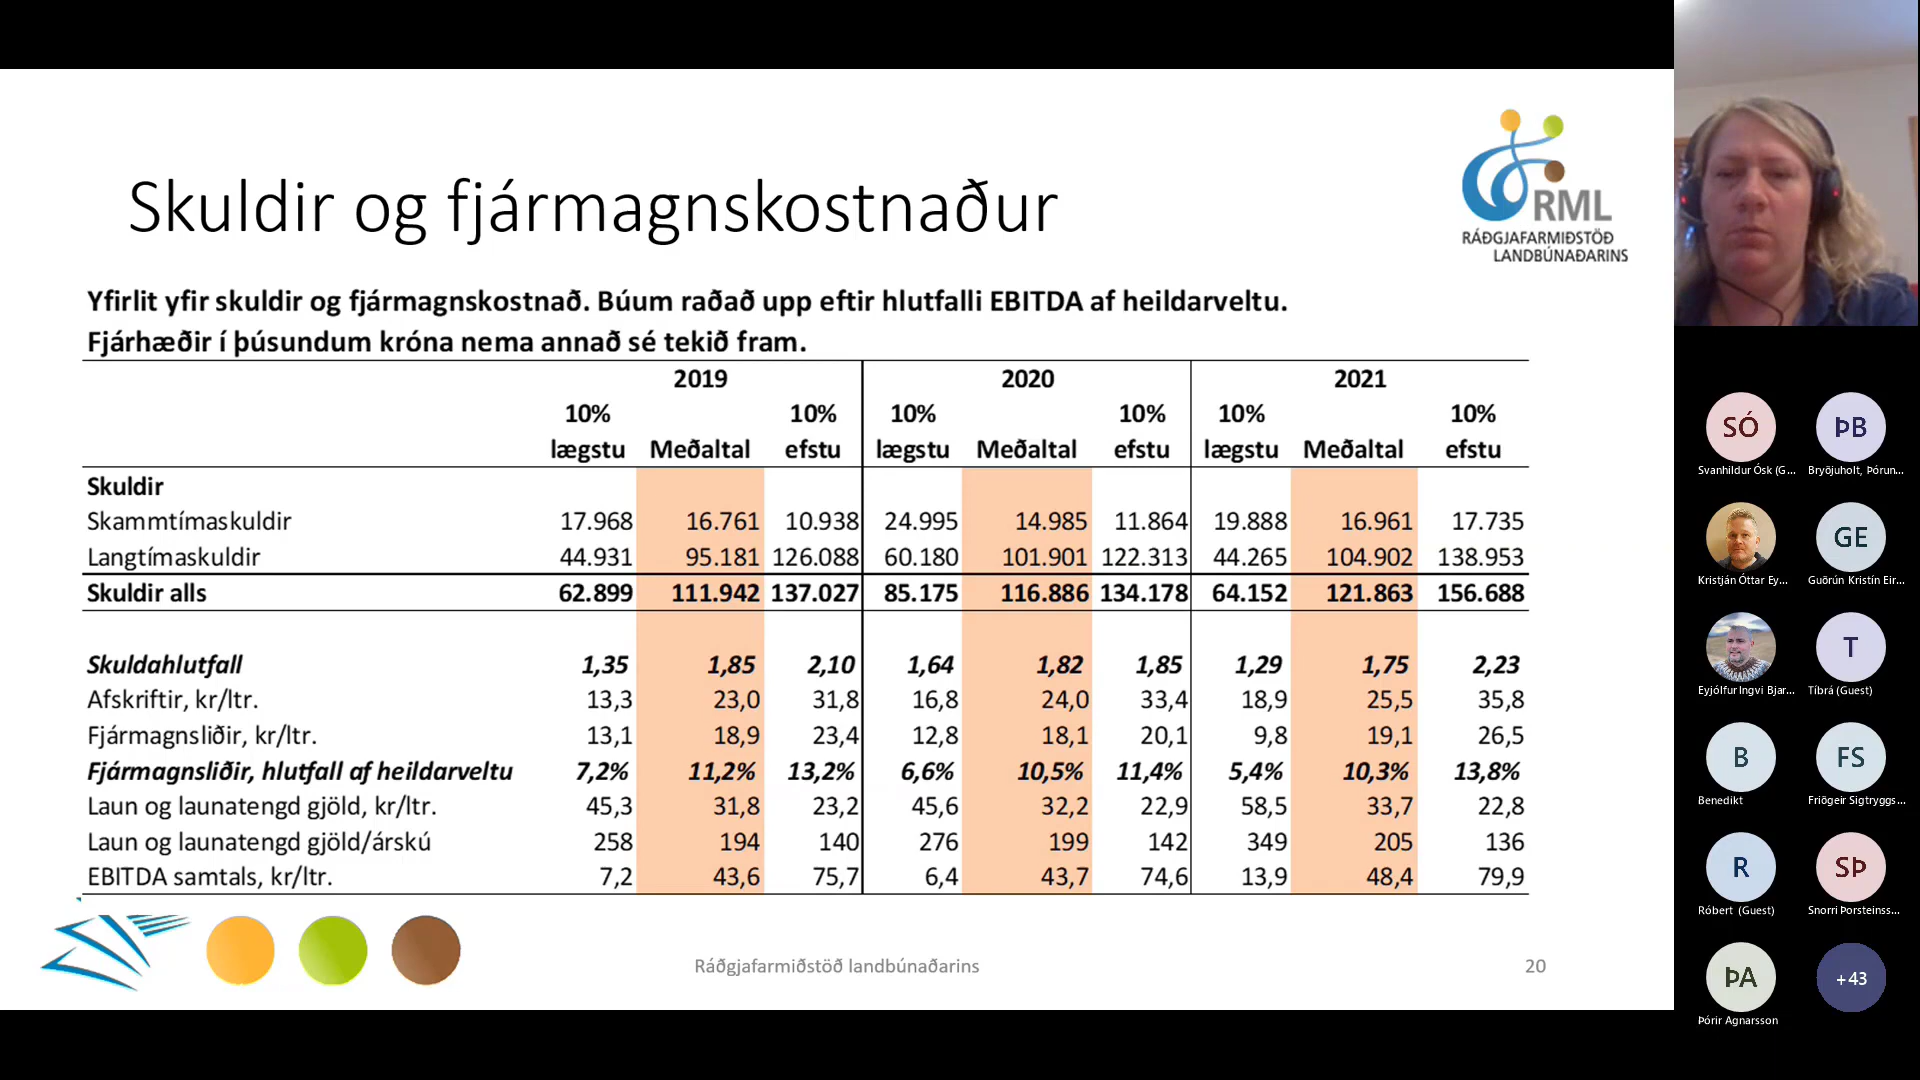 Skuldir og fjármagnskostnaður
RML
RÁÐGJAFARMIÐSTÖÐ
LANDBÚNAÐARINS
Yfirlit yfir skuldir og fjármagnskostnað. Búum raðað upp eftir hlutfalli EBITDA af heildarveltu.
Fjárhæðir í þúsundum króna nema annað sé tekið fram.
2019 2020 2021
10% 10% 10% 10% 10% 10%
lægstu Meðaltal efstu lægstu Meðaltal efstu lægstu Meðaltal efstu
Skuldir
Skammtímaskuldir 17.968 16.761 10.938 24.995 14.985 11.864 19.888 16.961 17.735
Langtímaskuldir 44.931 95.181 126.088 60.180 101.901 122.313 44.265 104.902 138.953
Skuldir alls 62.899 111.942 137.027 85.175 116.886 134.178 64.152 121.863 156.688
Skuldahlutfall 1,35 1,85 2,10 1,64 1,82 1,85 1,29 1,75 2,23
Afskriftir, kr/ltr. 13,3 23,0 31,8 16,8 24,0 33,4 18,9 25,5 35,8
Fjármagnsliðir, kr/ltr. 13,1 18,9 23,4 12,8 18,1 20,1 9,8 19,1 26,5
Fjármagnsliðir, hlutfall af heildarveltu 7,2% 11,2% 13,2% 6,6% 10,5% 11,4% 5,4% 10,3% 13,8%
Laun og launatengd gjöld, kr/ltr. 45,3 31,8 23,2 45,6 32,2 22,9 58,5 33,7 22,8
Laun og launatengd gjöld/árskú 258 194 140 276 199 142 349 205 136
EBITDA samtals, kr/ltr. 7,2 43,6 75,7 6,4 43,7 74,6 13,9 48,4 79,9
Ráðgjafarmiðstöð landbúnaðarins 20
SÓ ÞB
Svanhildur Ósk (G... Bryðjuholt, Þórun...
GE
Kristján Óttar Ey... Guðrún Kristín Eir...
T
Eyjólfur Ingvi Bjar... Tíbrá (Guest)
B FS
Benedikt Friðgeir Sigtryggs...
R SÞ
Róbert (Guest) Snorri Þorsteinss...
ÞA +43
Þórir Agnarsson